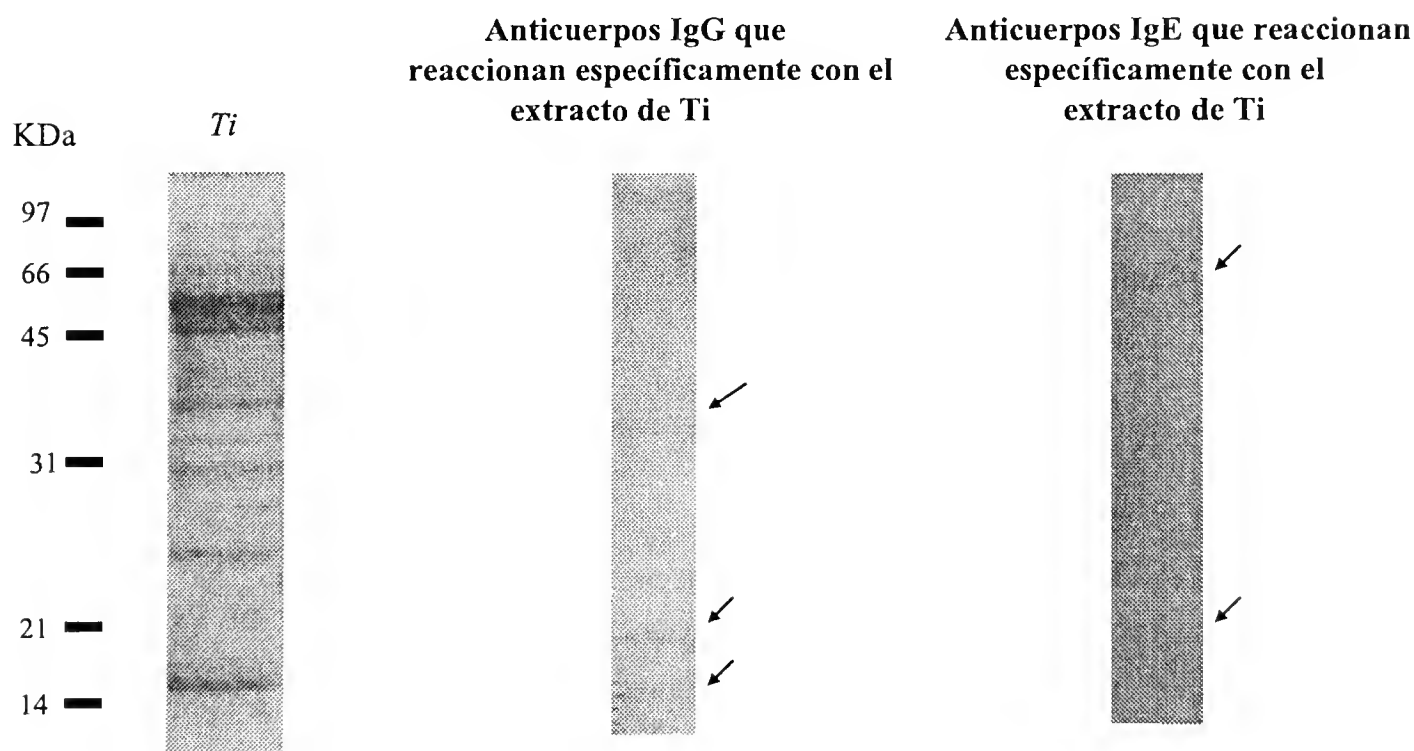 Anticuerpos IgG que
reaccionan específicamente con el
extracto de Ti
Anticuerpos IgE que reaccionan
específicamente con el
extracto de Ti
KDa
Ti
97
66
45
31
21
14